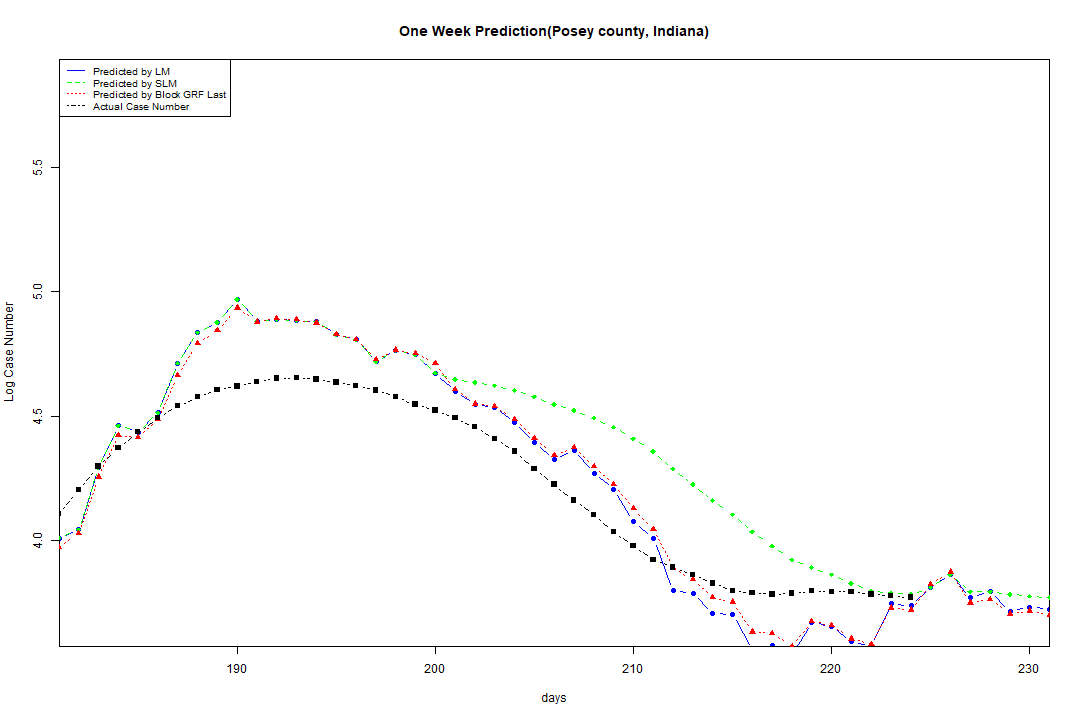 One Week Prediction(Posey county, Indiana)
Predicted by LM
Predicted by SLM
Predicted by Block GRF Last
Actual Case Number
5.5
5.0
4.5
4.0
Log Case Number
190 200 210 220 230
days